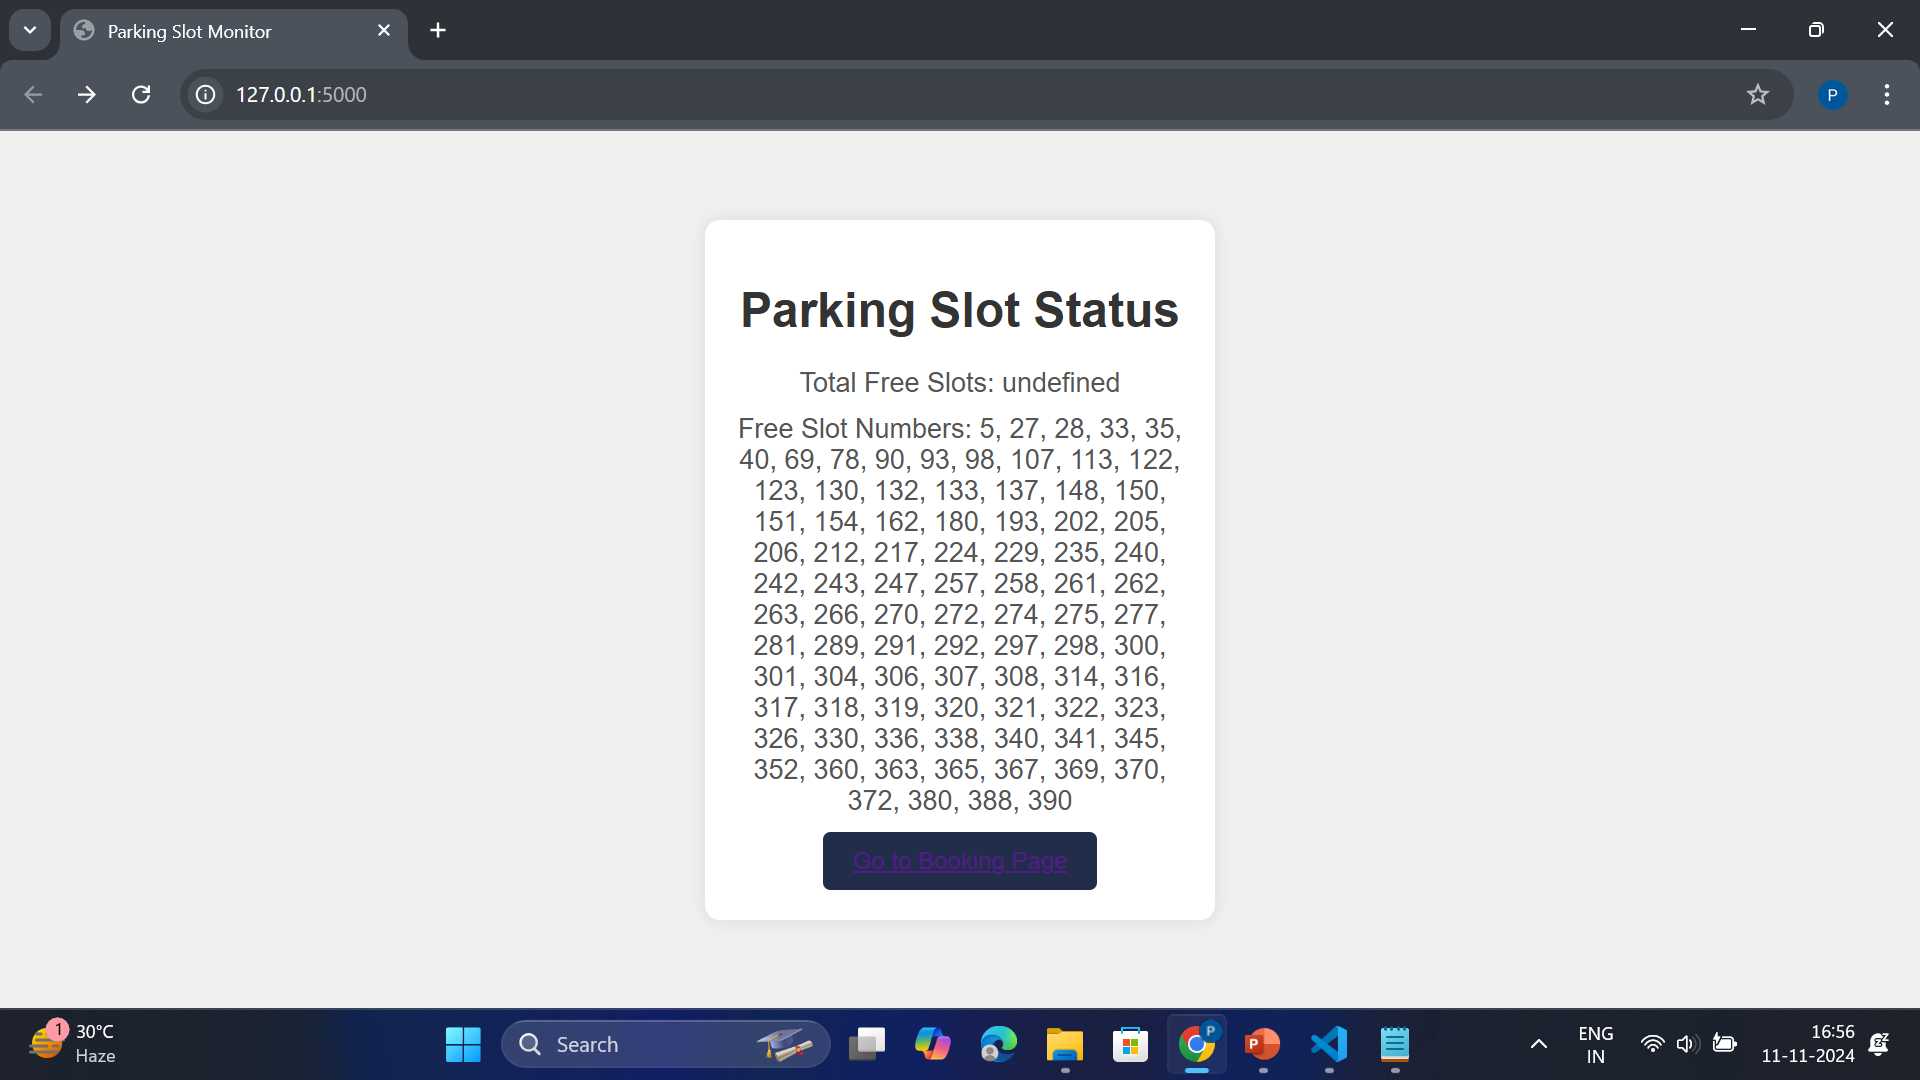 Parking Slot Monitor
127.0.0.1:5000
P
Parking Slot Status
Total Free Slots: undefined
Free Slot Numbers: 5, 27, 28, 33, 35,
40, 69, 78, 90, 93, 98, 107, 113, 122,
123, 130, 132, 133, 137, 148, 150,
151, 154, 162, 180, 193, 202, 205,
206, 212, 217, 224, 229, 235, 240,
242, 243, 247, 257, 258, 261, 262,
263, 266, 270, 272, 274, 275, 277,
281, 289, 291, 292, 297, 298, 300,
301, 304, 306, 307, 308, 314, 316,
317, 318, 319, 320, 321, 322, 323,
326, 330, 336, 338, 340, 341, 345,
352, 360, 363, 365, 367, 369, 370,
372, 380, 388, 390
Go to Booking Page
1
30°C
Haze
Search
P
P
ENG
IN
16:56
11-11-2024